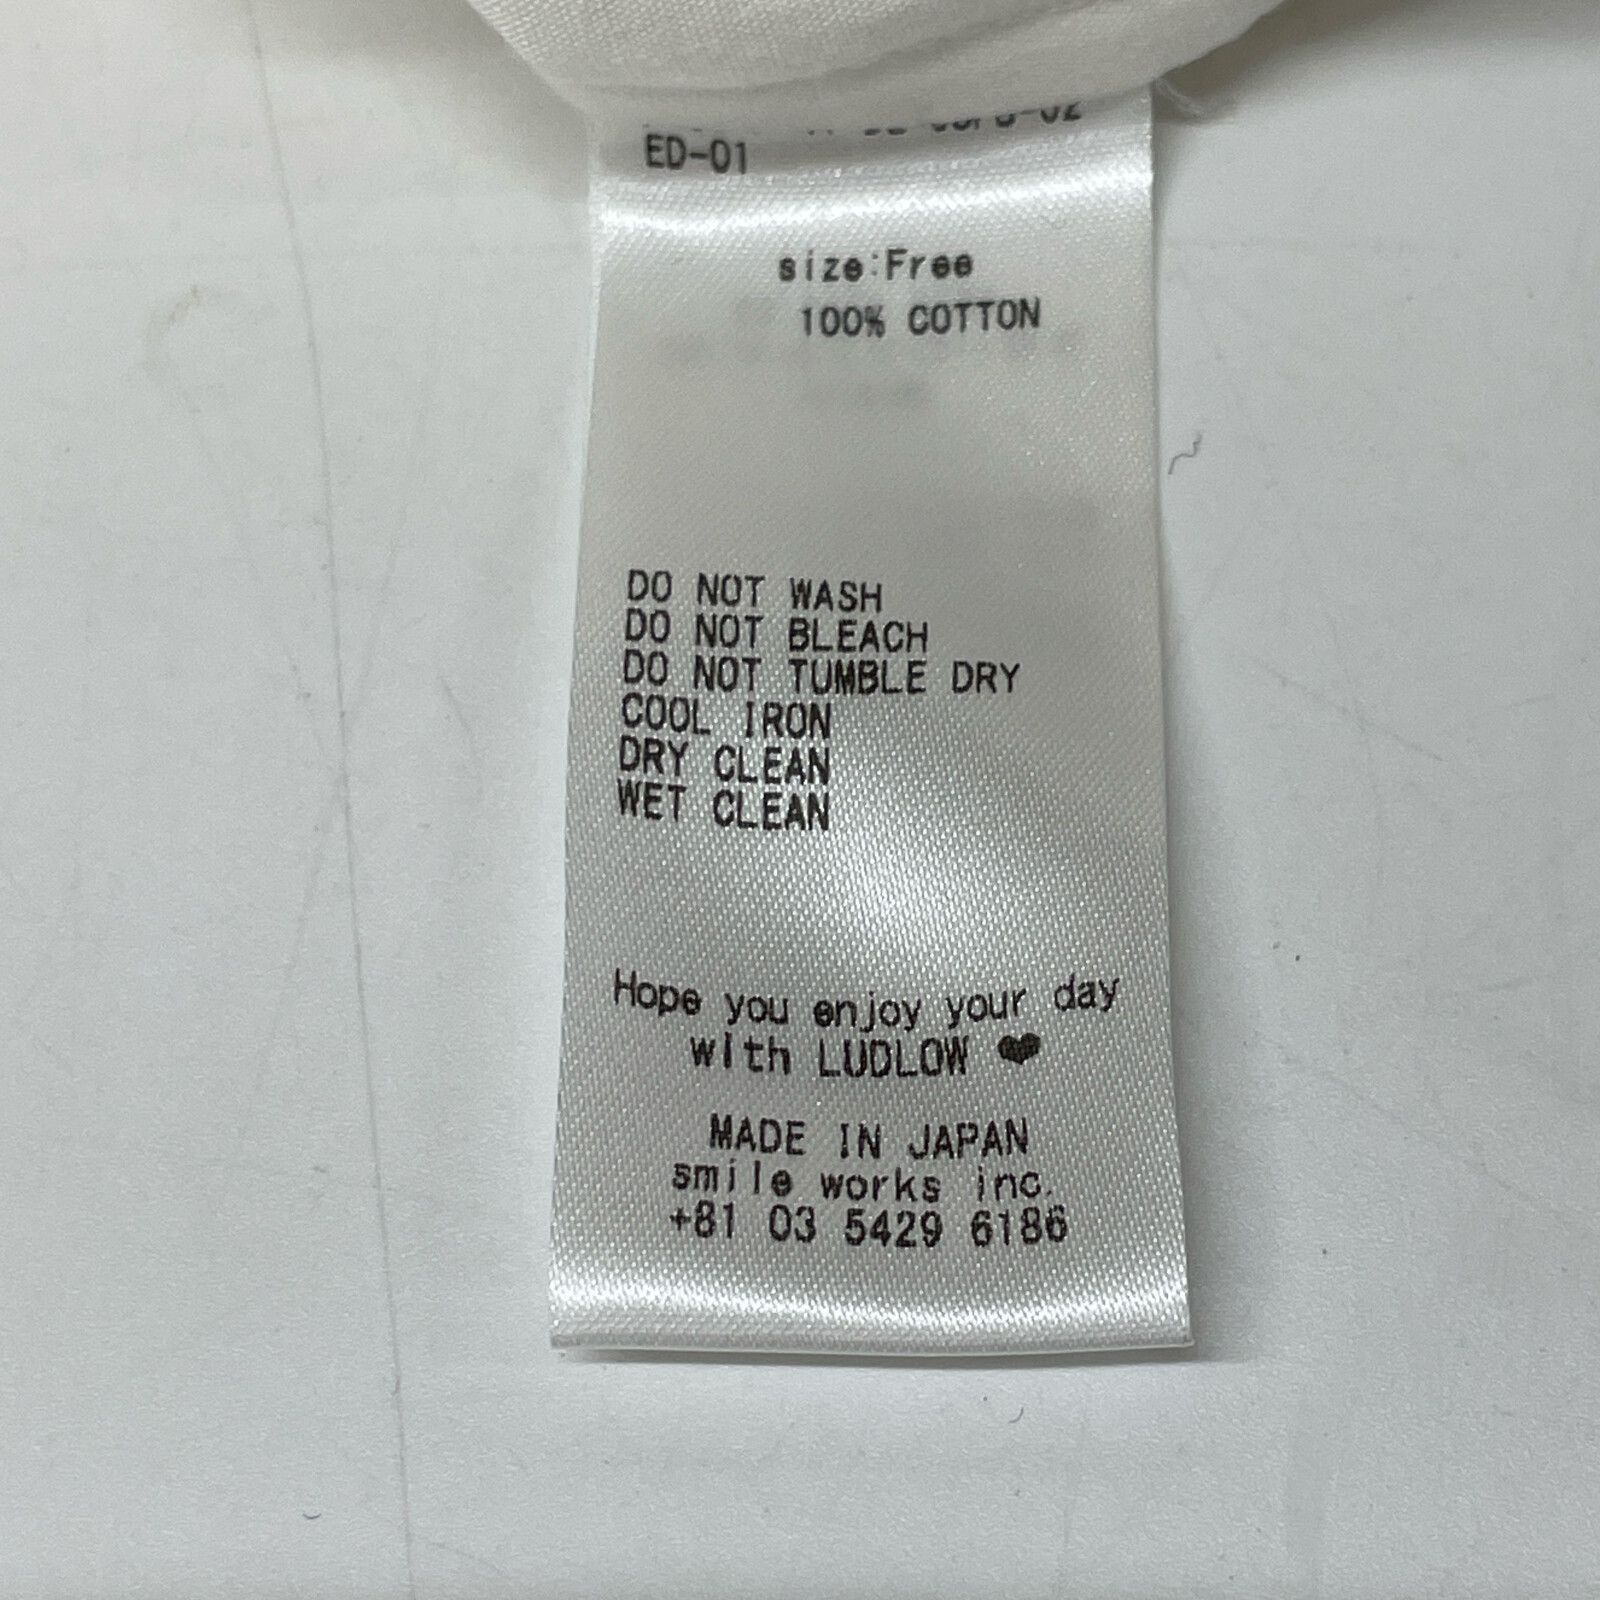 ED-01
size:Free
100% COTTON
DO NOT WASH
DO NOT BLEACH
DO NOT TUMBLE DRY
COOL IRON
DRY CLEAN
WET CLEAN
Hope you enjoy your day
with LUDLOW ♥
MADE IN JAPAN
smile works inc.
+81 03 5429 6186